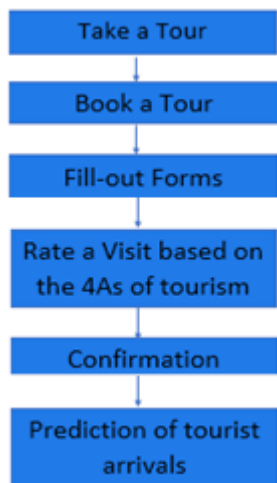 Take a Tour
Book a Tour
Fill-out Forms
Rate a Visit based on
the 4As of tourism
Confirmation
Prediction of tourist
arrivals